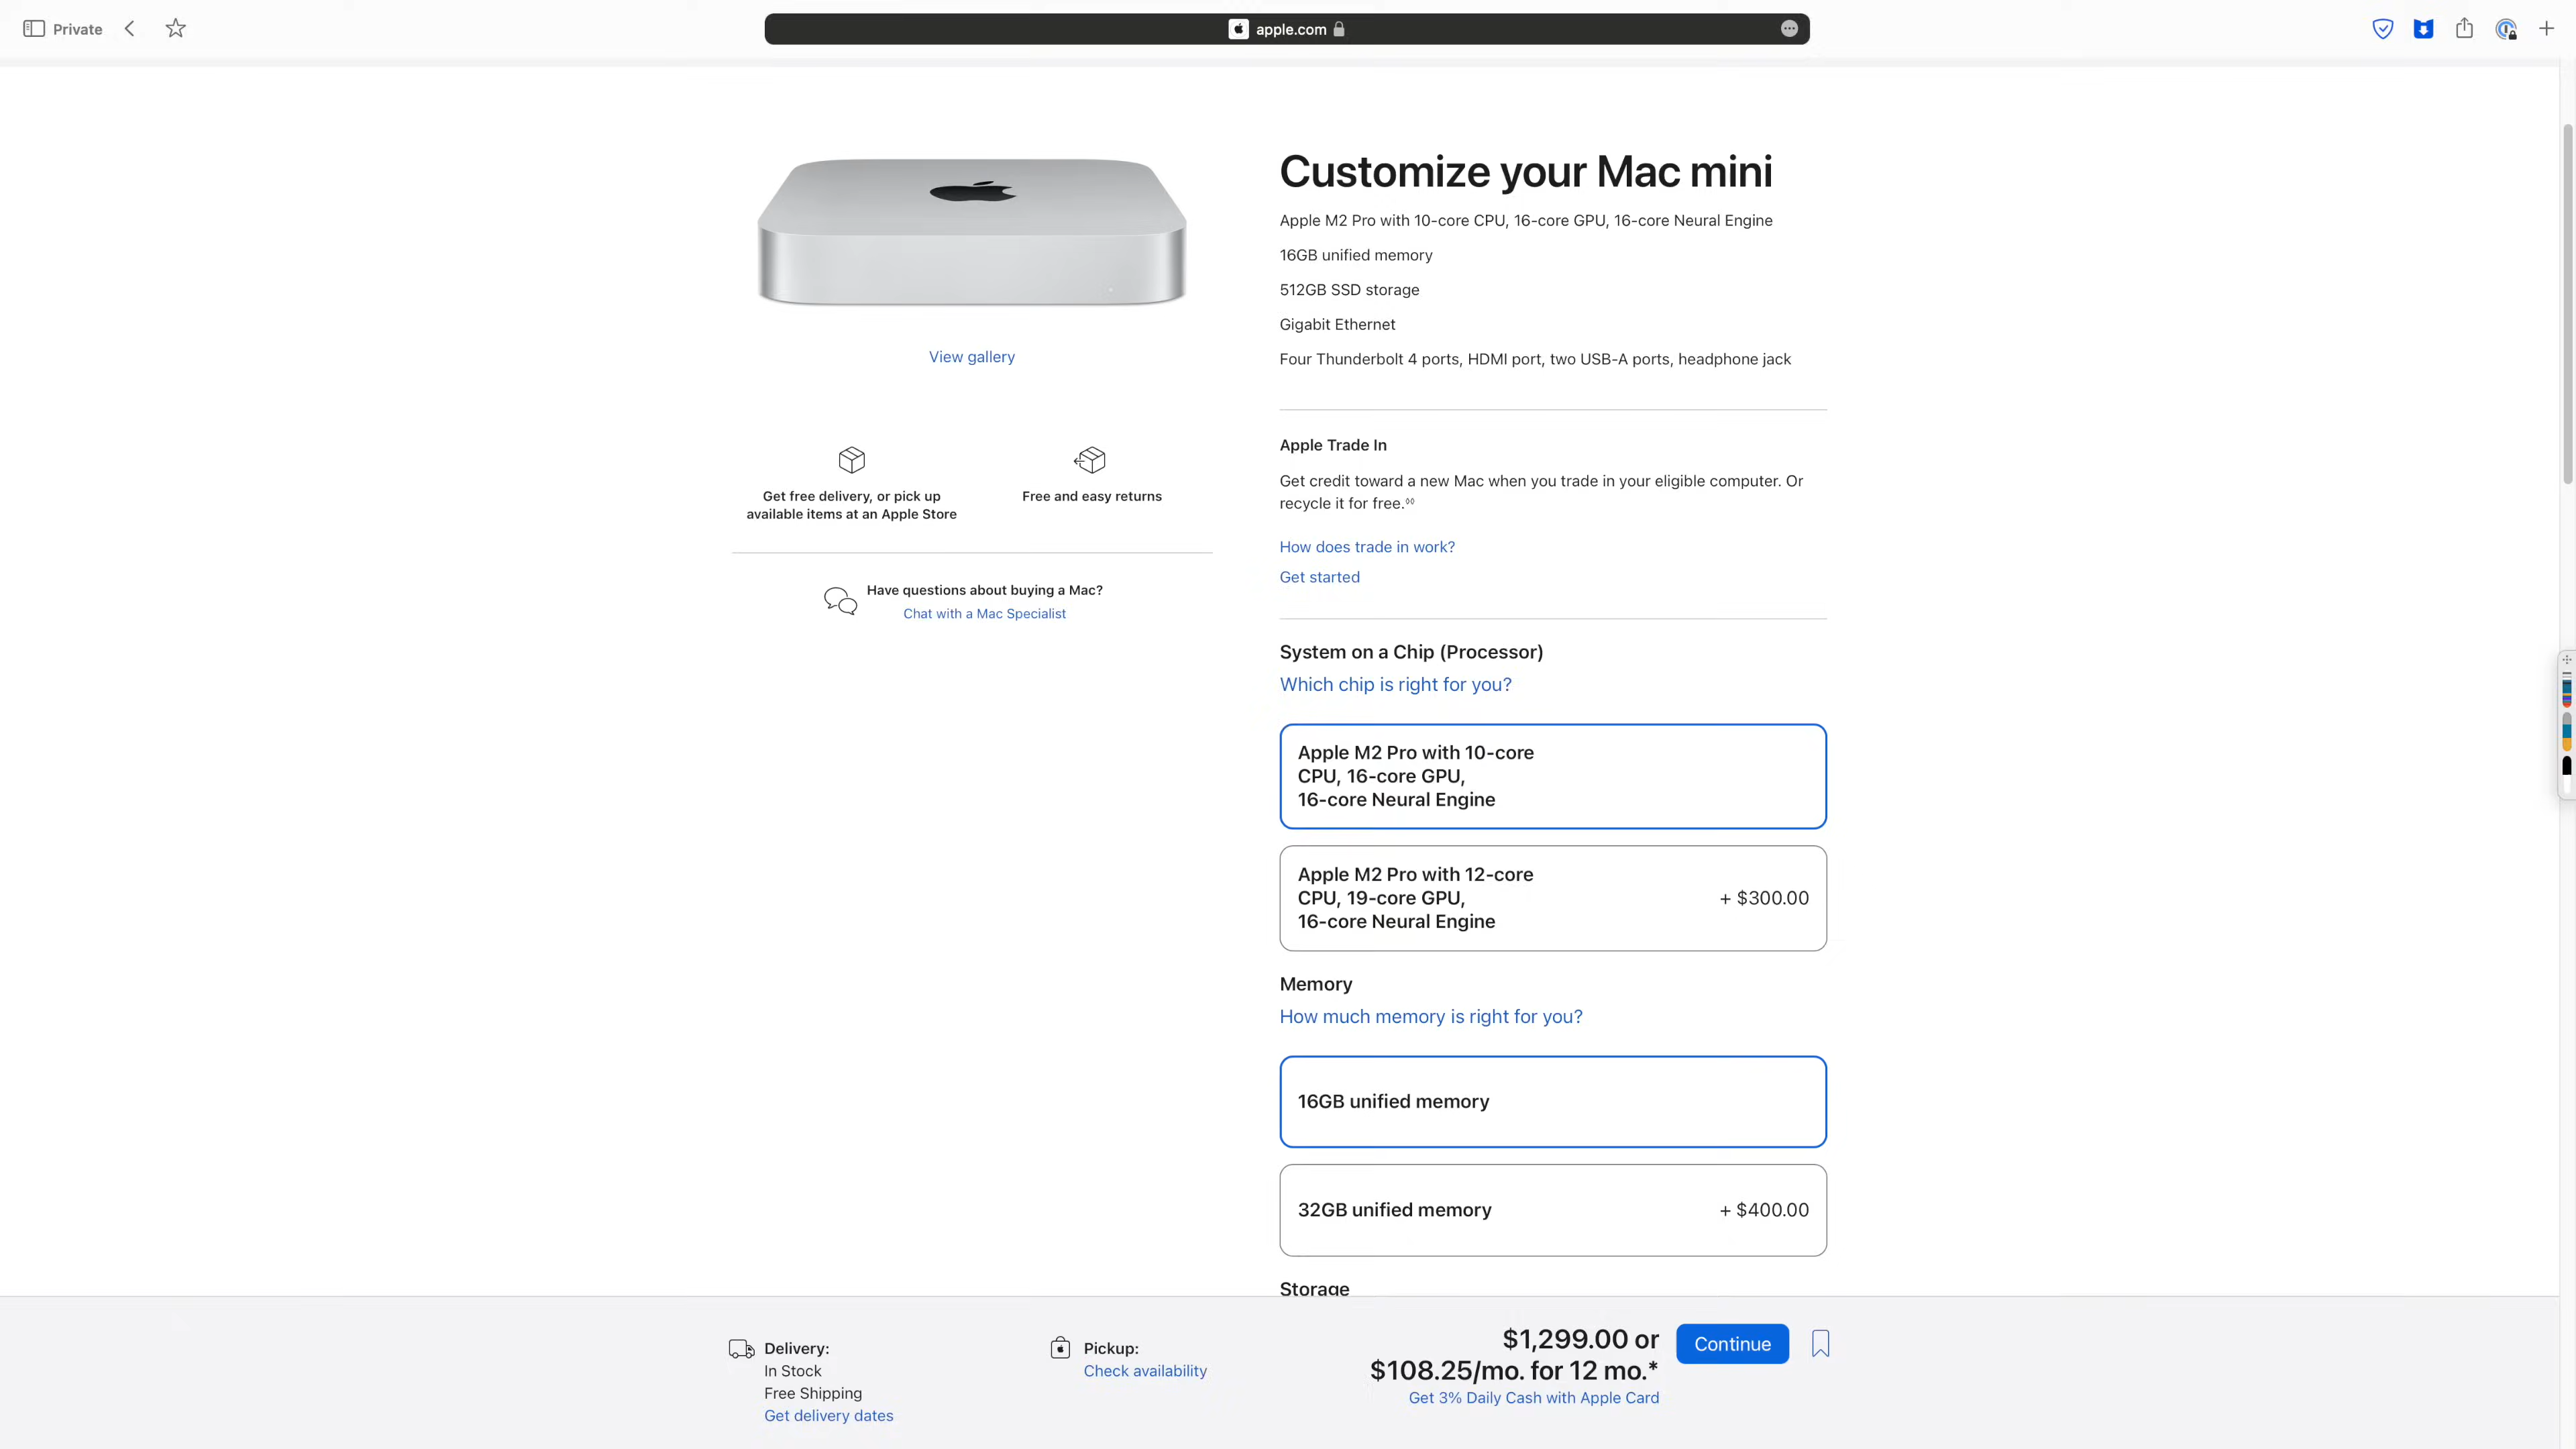 Private
apple.com
Customize your Mac mini
Apple M2 Pro with 10-core CPU, 16-core GPU, 16-core Neural Engine
16GB unified memory
512GB SSD storage
Gigabit Ethernet
Four Thunderbolt 4 ports, HDMI port, two USB-A ports, headphone jack
View gallery
Get free delivery, or pick up
available items at an Apple Store
Free and easy returns
Have questions about buying a Mac?
Chat with a Mac Specialist
Apple Trade In
Get credit toward a new Mac when you trade in your eligible computer. Or
recycle it for free.◊◊
How does trade in work?
Get started
System on a Chip (Processor)
Which chip is right for you?
Apple M2 Pro with 10-core
CPU, 16-core GPU,
16-core Neural Engine
Apple M2 Pro with 12-core
CPU, 19-core GPU,
16-core Neural Engine
+ $300.00
Memory
How much memory is right for you?
16GB unified memory
32GB unified memory
+ $400.00
Storage
Delivery:
In Stock
Free Shipping
Get delivery dates
Pickup:
Check availability
$1,299.00 or
$108.25/mo. for 12 mo.*
Get 3% Daily Cash with Apple Card
Continue